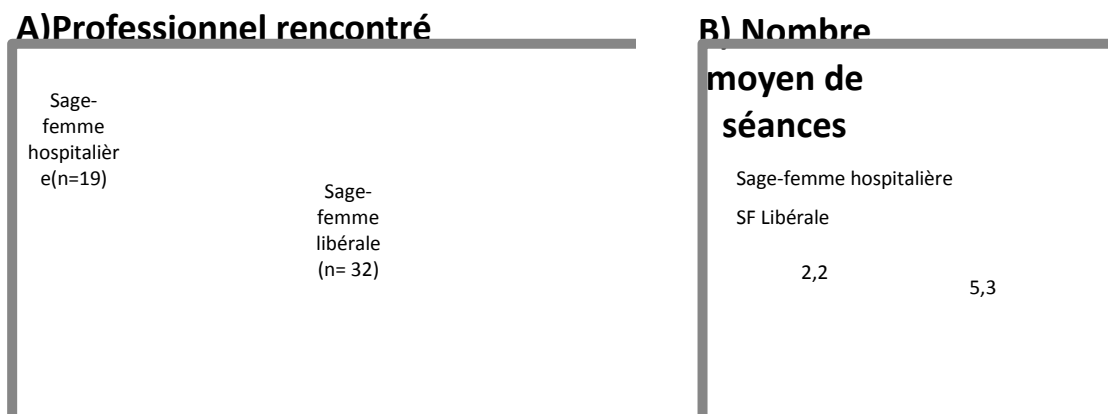 A)Professionnel rencontré
Sage-
femme
hospitalièr
e(n=19)
Sage-
femme
libérale
(n= 32)
B) Nombre
moyen de
séances
Sage-femme hospitalière
SF Libérale
2,2
5,3